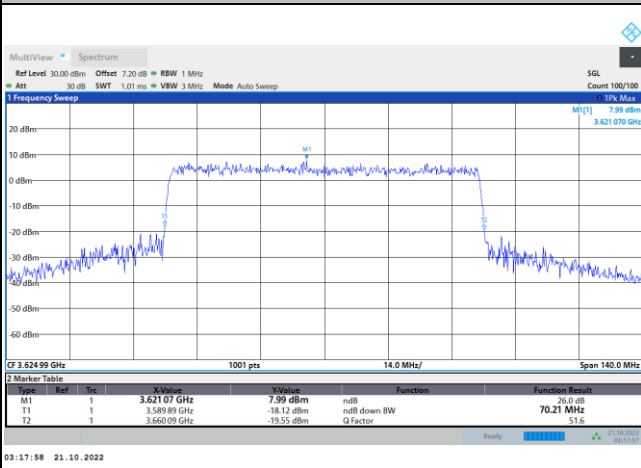 MultiView Spectrum
Ref Level 30.00 dBm Offset 7.20 dB RBW 1 MHz SGL
Att 30 dB SWT 1.01 ms VBW 3 MHz Mode Auto Sweep Count 100/100
1 Frequency Sweep 1Pk Max
M1[1] 7.99 dBm
3.621 070 GHz
20 dBm
M1
10 dBm
0 dBm
-10 dBm
T1 T2
-20 dBm
-30 dBm
-40 dBm
-50 dBm
-60 dBm
CF 3.624 99 GHz 1001 pts 14.0 MHz/ Span 140.0 MHz
2 Marker Table
Type Ref Trc X-Value Y-Value Function Function Result
M1 1 3.621 07 GHz 7.99 dBm ndB 26.0 dB
T1 1 3.589 89 GHz -18.12 dBm ndB down BW 70.21 MHz
T2 1 3.660 09 GHz -19.55 dBm Q Factor 51.6
Ready 21.10.2022
03:17:57
03:17:58 21.10.2022